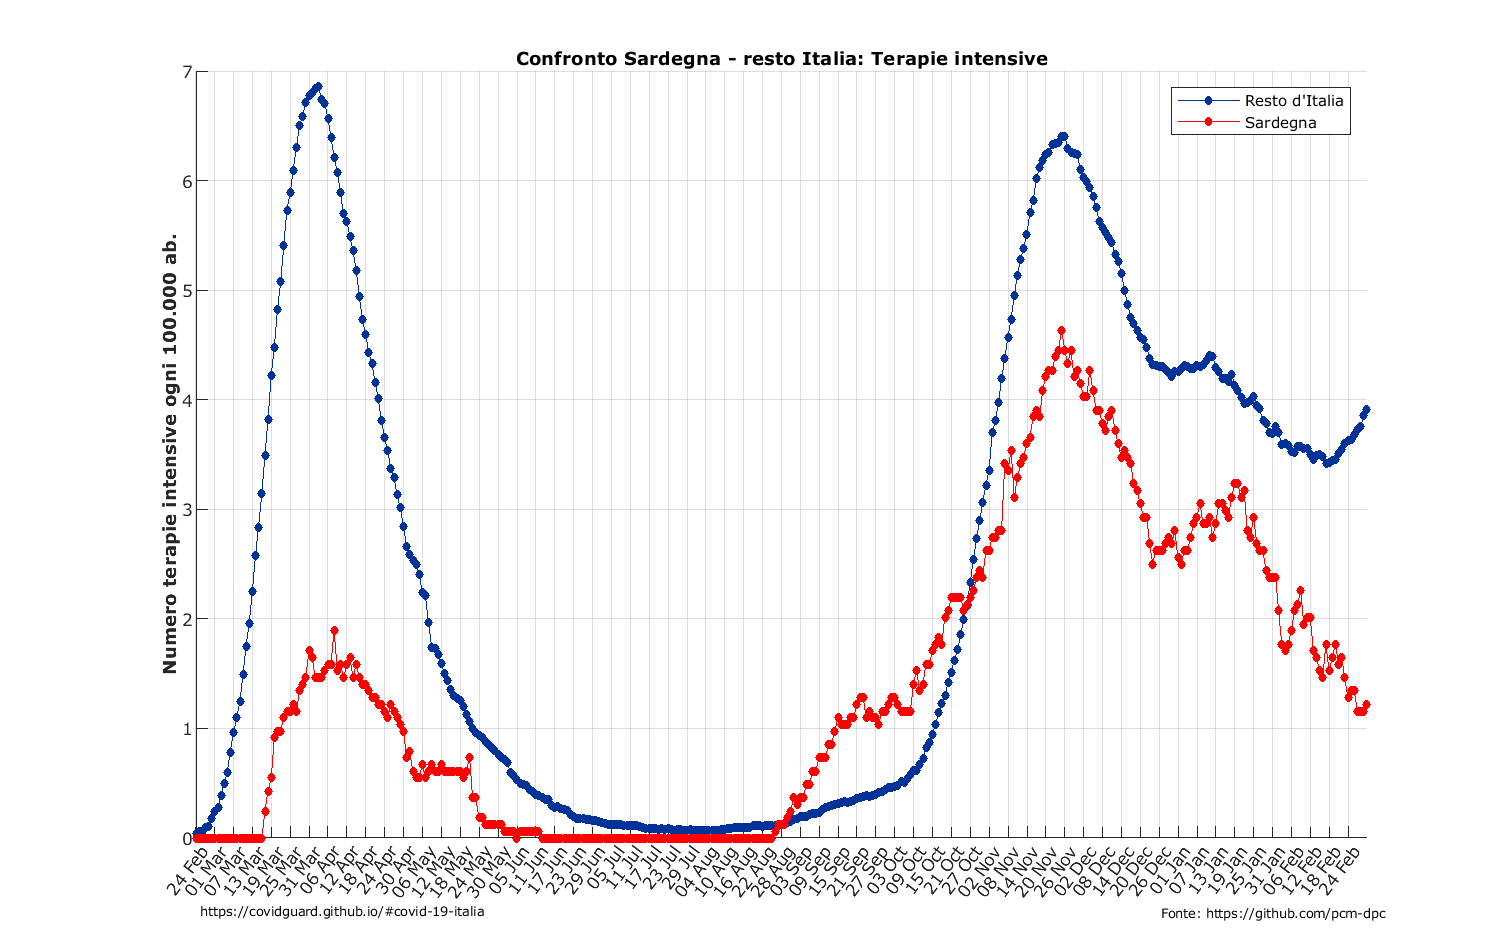 Confronto Sardegna - resto Italia: Terapie intensive
Numero terapie intensive ogni 100.000 ab.
7
6
5
4
3
2
1
0
Resto d'Italia
Sardegna
24 Feb
01 Mar
07 Mar
13 Mar
19 Mar
25 Mar
31 Mar
06 Apr
12 Apr
18 Apr
24 Apr
30 Apr
06 May
12 May
18 May
24 May
30 May
05 Jun
11 Jun
17 Jun
23 Jun
29 Jun
05 Jul
11 Jul
17 Jul
23 Jul
29 Jul
04 Aug
10 Aug
16 Aug
22 Aug
28 Aug
03 Sep
09 Sep
15 Sep
21 Sep
27 Sep
03 Oct
09 Oct
15 Oct
21 Oct
27 Oct
02 Nov
08 Nov
14 Nov
20 Nov
26 Nov
02 Dec
08 Dec
14 Dec
20 Dec
26 Dec
01 Jan
07 Jan
13 Jan
19 Jan
25 Jan
31 Jan
06 Feb
12 Feb
18 Feb
24 Feb
https://covidguard.github.io/#covid-19-italia
Fonte: https://github.com/pcm-dpc